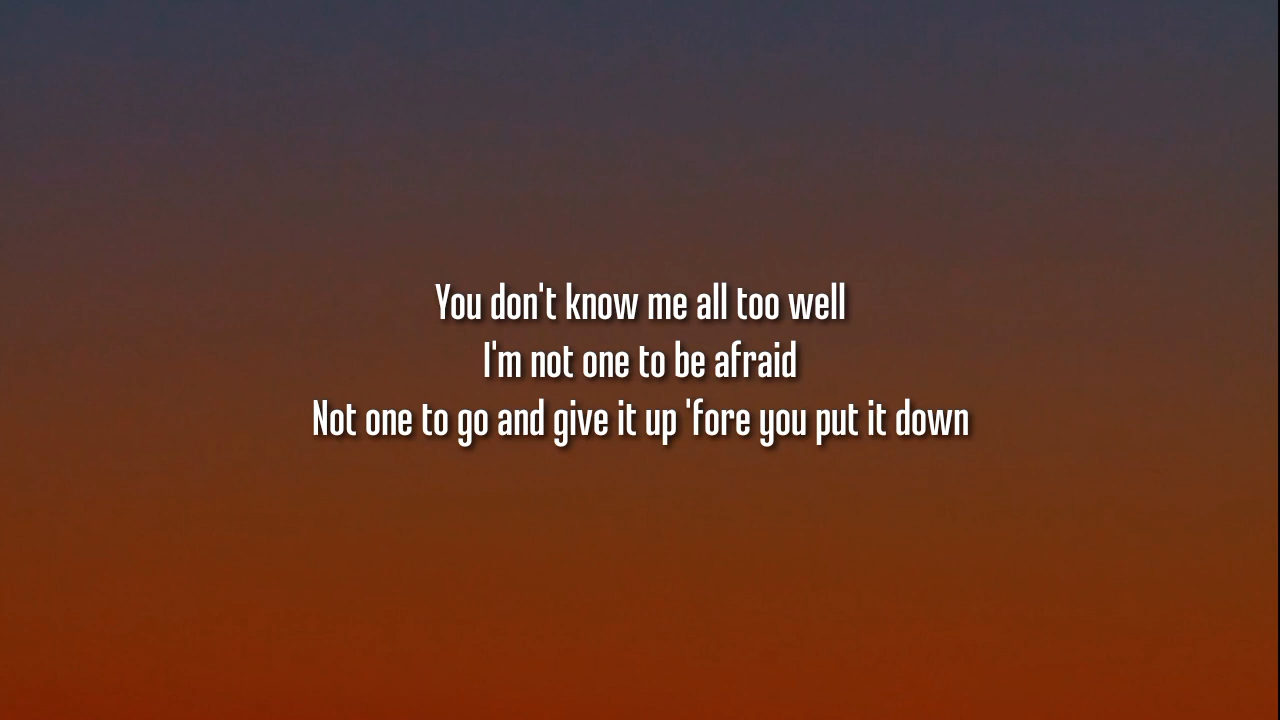 You don't know me all too well
I'm not one to be afraid
Not one to go and give it up 'fore you put it down